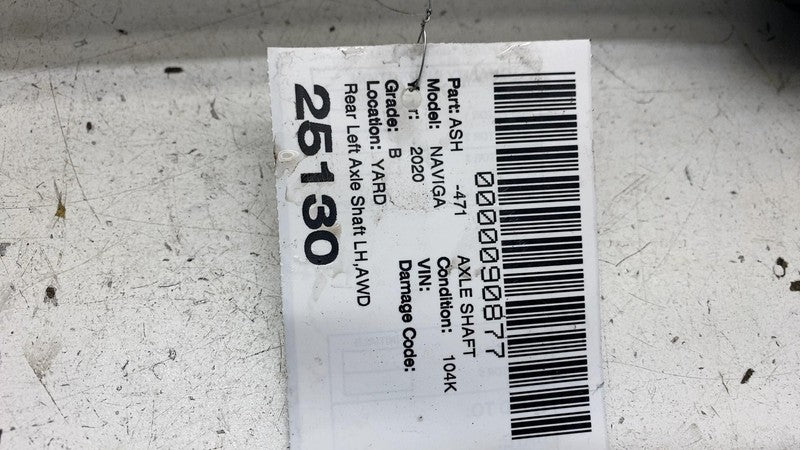 0000090877
Part: ASH -471 AXLE SHAFT
Model: NAVIGA Condition: 104K
r: 2020 VIN:
Grade: B Damage Code:
Location: YARD
Rear Left Axle Shaft LH,AWD
25130